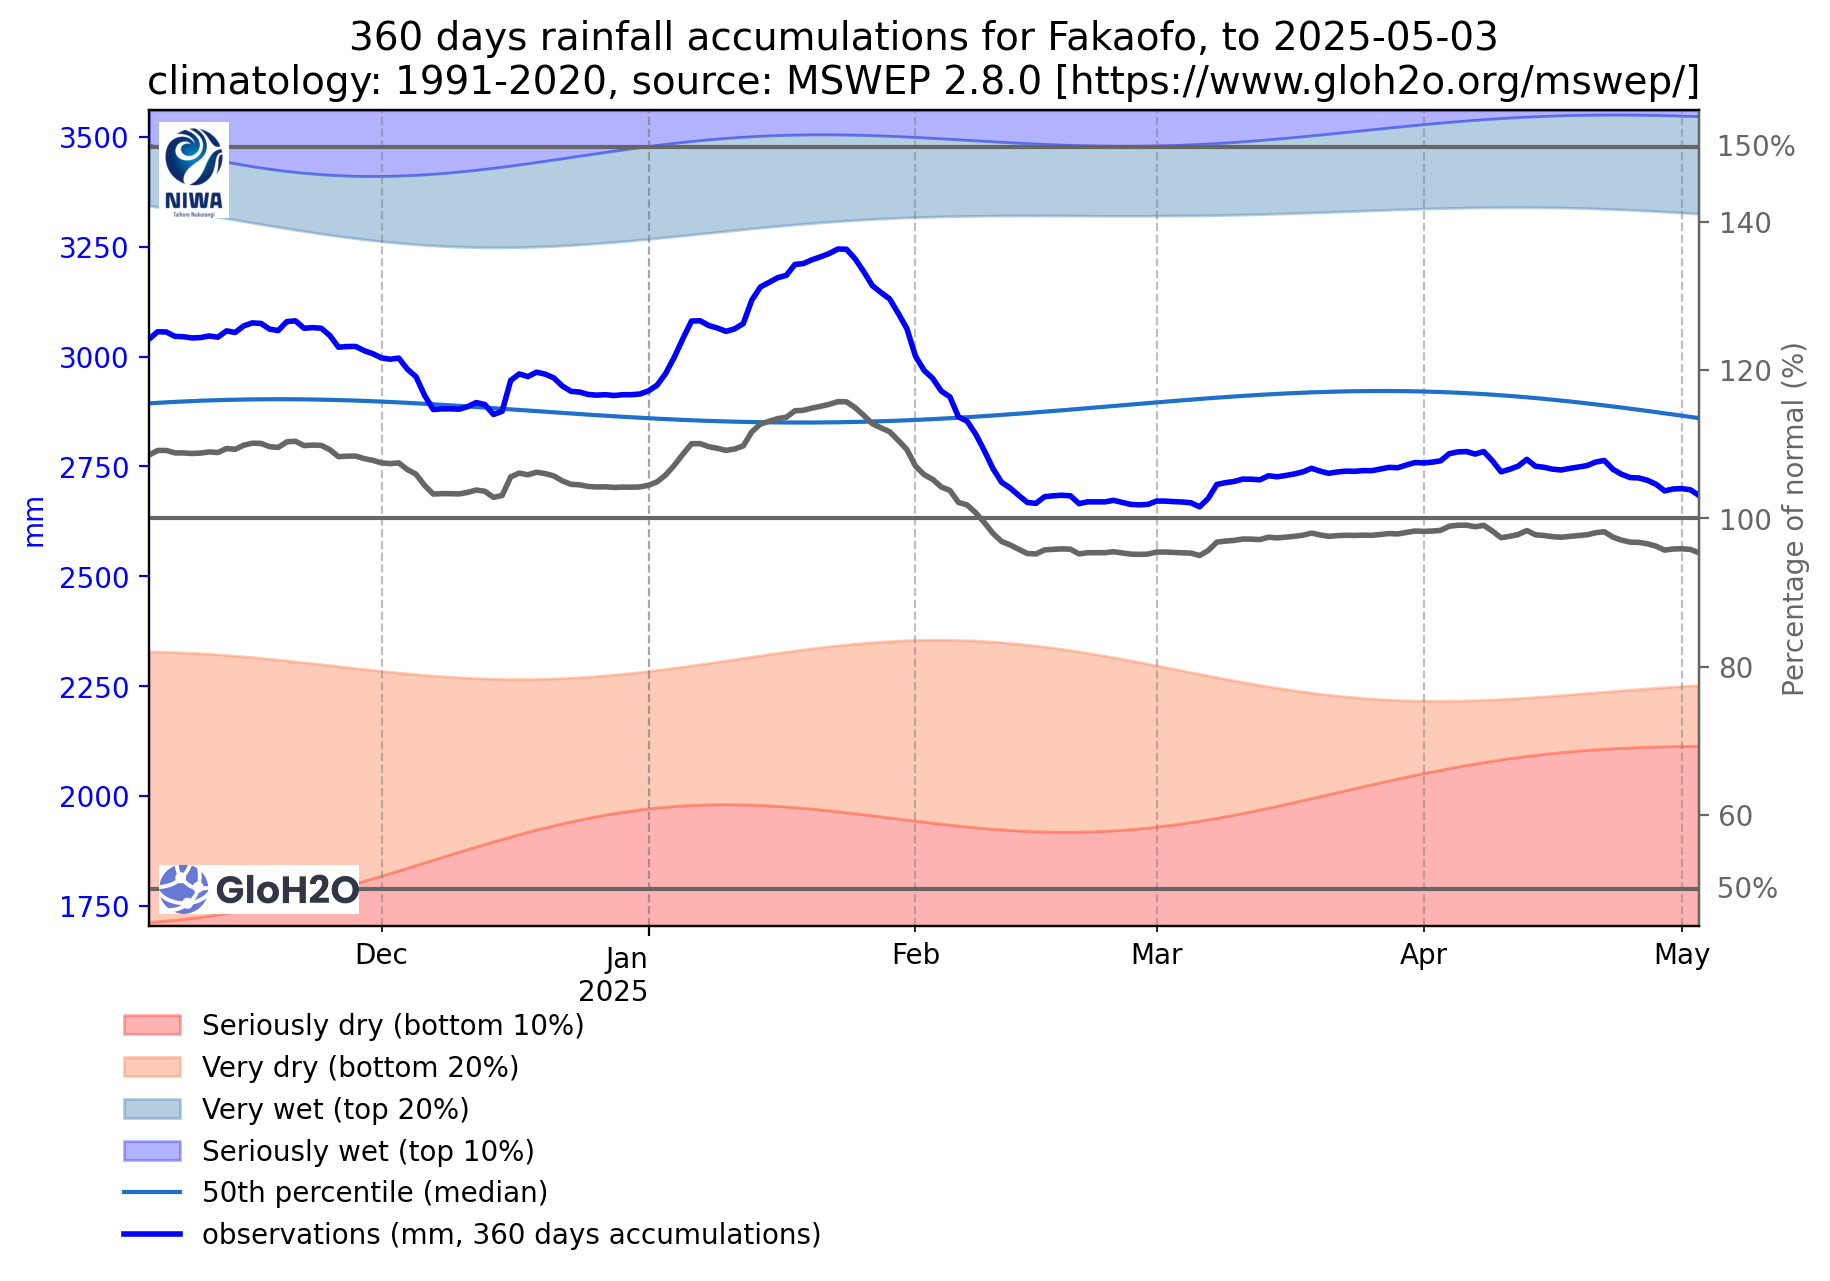 360 days rainfall accumulations for Fakaofo, to 2025-05-03
climatology: 1991-2020, source: MSWEP 2.8.0 [https://www.gloh2o.org/mswep/]
NIWA
Taihoro Nukurangi
3500
3250
3000
2750
2500
2250
2000
1750
mm
150%
140
120
100
80
60
50%
Percentage of normal (%)
GloH2O
Dec
Jan
2025
Feb
Mar
Apr
May
Seriously dry (bottom 10%)
Very dry (bottom 20%)
Very wet (top 20%)
Seriously wet (top 10%)
50th percentile (median)
observations (mm, 360 days accumulations)